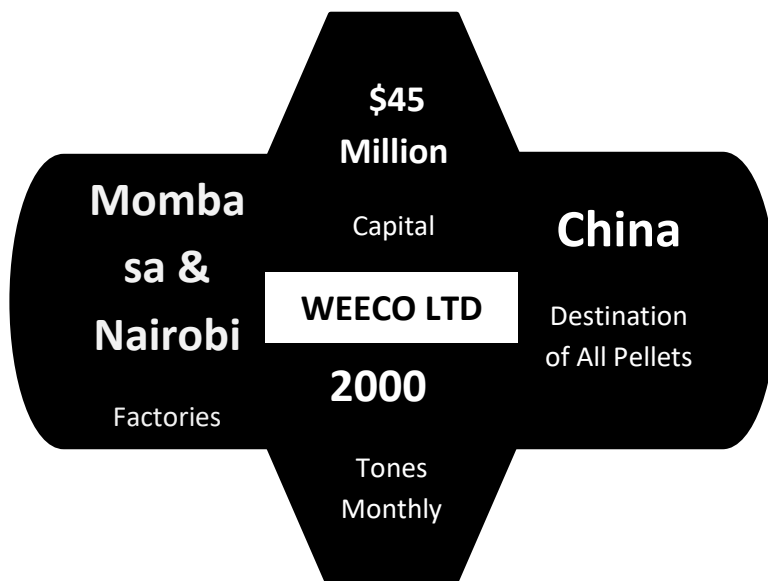 $45
Million
Capital
Momba
sa &
Nairobi
Factories
WEECO LTD
China
Destination
of All Pellets
2000
Tones
Monthly